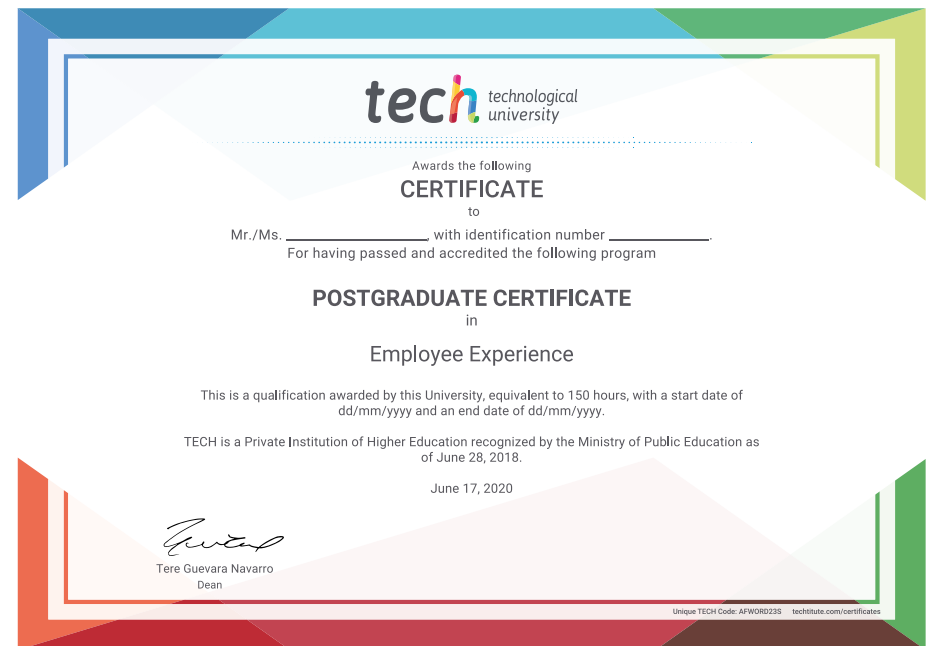 tech technological
university
Awards the following
CERTIFICATE
to
Mr./Ms. ____________________, with identification number ______________.
For having passed and accredited the following program
POSTGRADUATE CERTIFICATE
in
Employee Experience
This is a qualification awarded by this University, equivalent to 150 hours, with a start date of
dd/mm/yyyy and an end date of dd/mm/yyyy.
TECH is a Private Institution of Higher Education recognized by the Ministry of Public Education as
of June 28, 2018.
June 17, 2020
Tere Guevara Navarro
Dean
Unique TECH Code: AFWORD23S techtitute.com/certificates